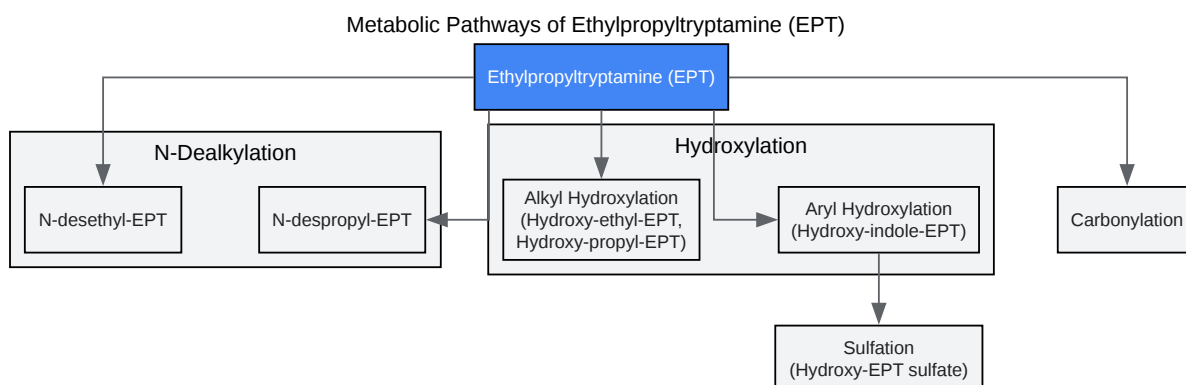 Metabolic Pathways of Ethylpropyltryptamine (EPT)
Ethylpropyltryptamine (EPT)
N-Dealkylation
Hydroxylation
N-desethyl-EPT
N-despropyl-EPT
Alkyl Hydroxylation
(Hydroxy-ethyl-EPT,
Hydroxy-propyl-EPT)
Aryl Hydroxylation
(Hydroxy-indole-EPT)
Carbonylation
Sulfation
(Hydroxy-EPT sulfate)